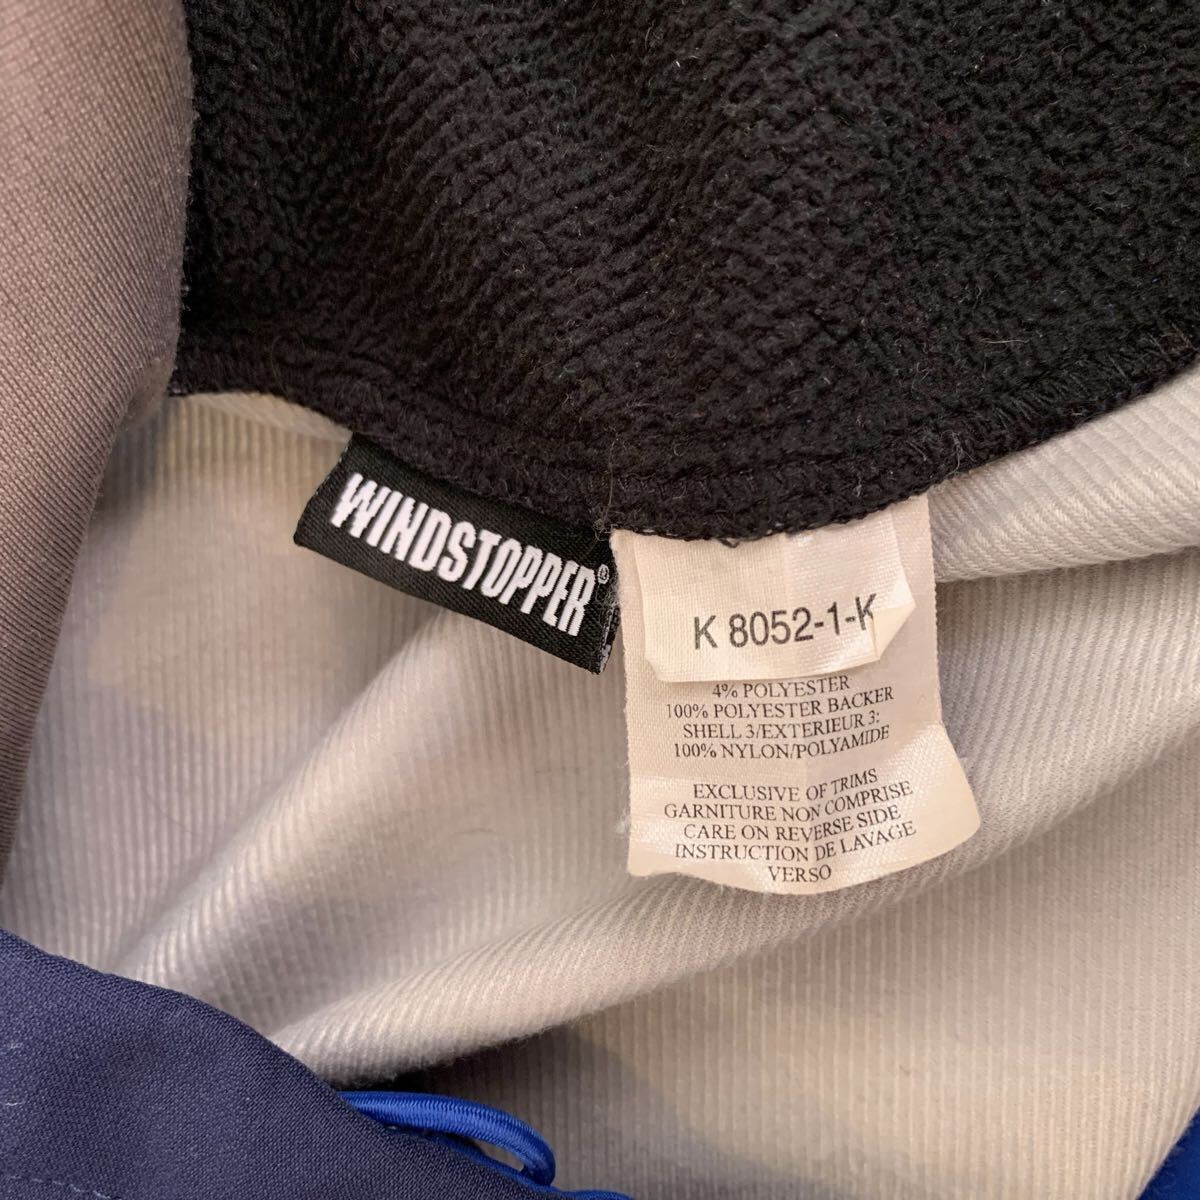 WINDSTOPPER®
K 8052-1-K
4% POLYESTER
100% POLYESTER BACKER
SHELL 3/EXTERIEUR 3:
100% NYLON/POLYAMIDE
EXCLUSIVE OF TRIMS
GARNITURE NON COMPRISE
CARE ON REVERSE SIDE
INSTRUCTION DE LAVAGE
VERSO